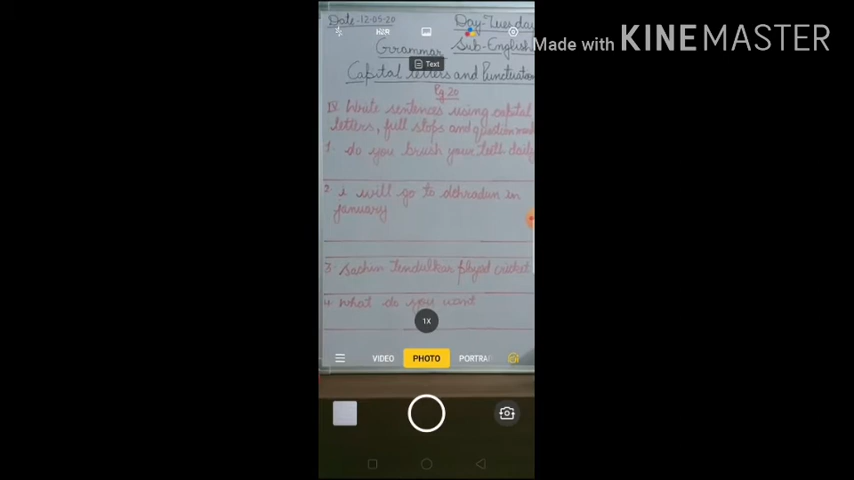 Date-12-05-20 Day-Tuesday
HDR
Grammar Sub-English
Made with KINEMASTER
Text
Capital letters and Punctuation
Pg 20
Write sentences using capital
letters, full stops and question mark
1. do you brush your teeth daily
2. i will go to dehradun in
january
3. sachin Tendulkar played cricket
4. what do you want
1X
VIDEO PHOTO PORTRAI